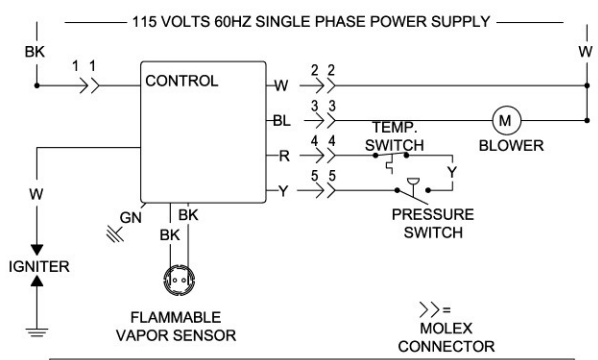 115 VOLTS 60HZ SINGLE PHASE POWER SUPPLY
BK
W
1 1
CONTROL
W
2 2
BL
3 3
M
BLOWER
TEMP.
SWITCH
R
4 4
Y
Y
5 5
PRESSURE
SWITCH
W
GN
BK
BK
IGNITER
FLAMMABLE
VAPOR SENSOR
=
MOLEX
CONNECTOR